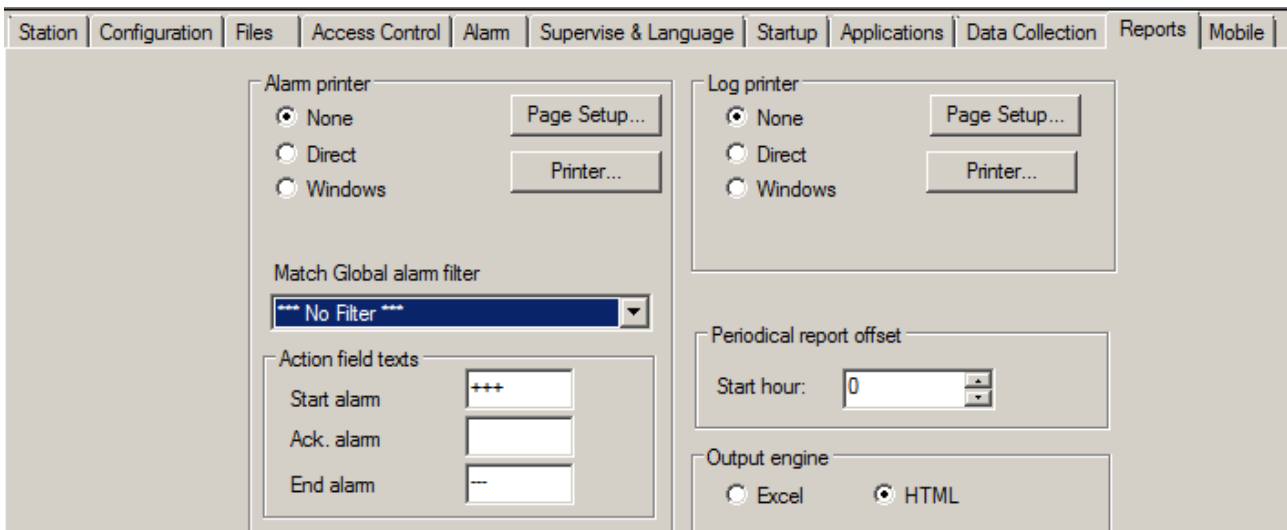 Station Configuration Files Access Control Alarm Supervise & Language Startup Applications Data Collection Reports Mobile
Alarm printer
None
Page Setup...
Direct
Printer...
Windows
Match Global alarm filter
*** No Filter ***
Action field texts
Start alarm +++
Ack. alarm
End alarm ---
Log printer
None
Page Setup...
Direct
Printer...
Windows
Periodical report offset
Start hour: 0
Output engine
Excel HTML